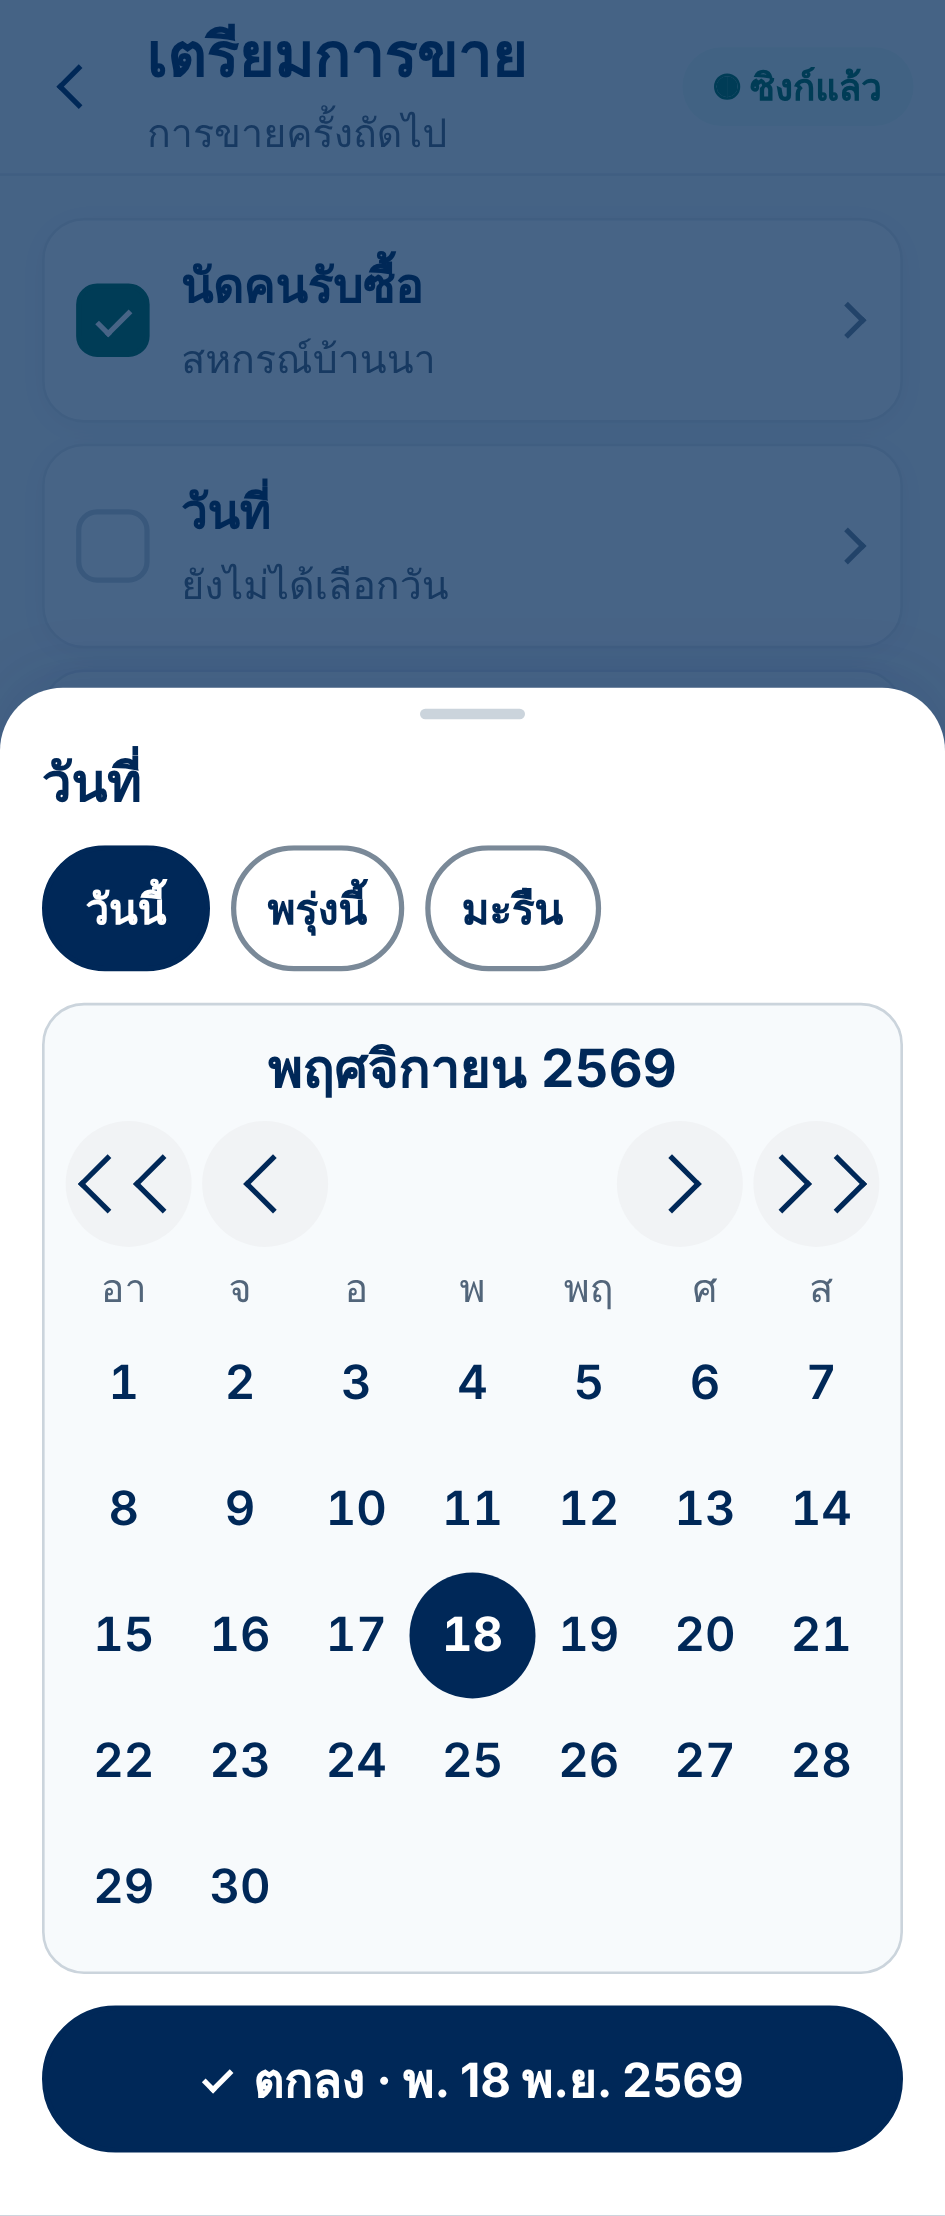 เตรียมการขาย
การขายครั้งถัดไป
ซิงก์แล้ว
นัดคนรับซื้อ
สหกรณ์บ้านนา
วันที่
ยังไม่ได้เลือกวัน
วันที่
วันนี้ พรุ่งนี้ มะรืน
พฤศจิกายน 2569
อา จ อ พ พฤ ศ ส
1 2 3 4 5 6 7
8 9 10 11 12 13 14
15 16 17 18 19 20 21
22 23 24 25 26 27 28
29 30
ตกลง · พ. 18 พ.ย. 2569